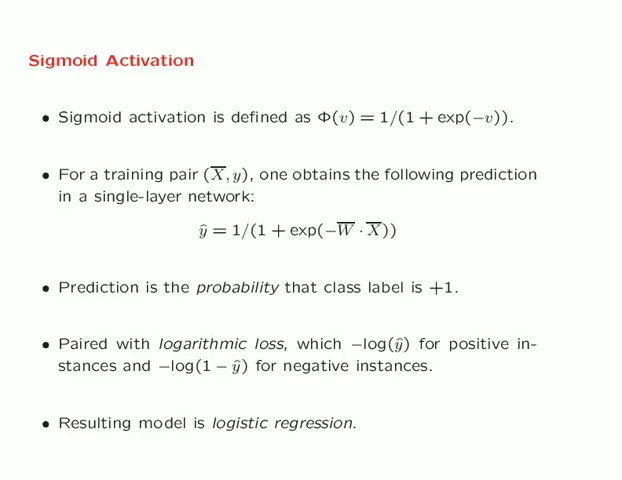 Sigmoid Activation
• Sigmoid activation is defined as Φ(v) = 1/(1 + exp(−v)).
• For a training pair (X̅, y), one obtains the following prediction
in a single-layer network:
ŷ = 1/(1 + exp(−W̅ · X̅))
• Prediction is the probability that class label is +1.
• Paired with logarithmic loss, which −log(ŷ) for positive in-
stances and −log(1 − ŷ) for negative instances.
• Resulting model is logistic regression.